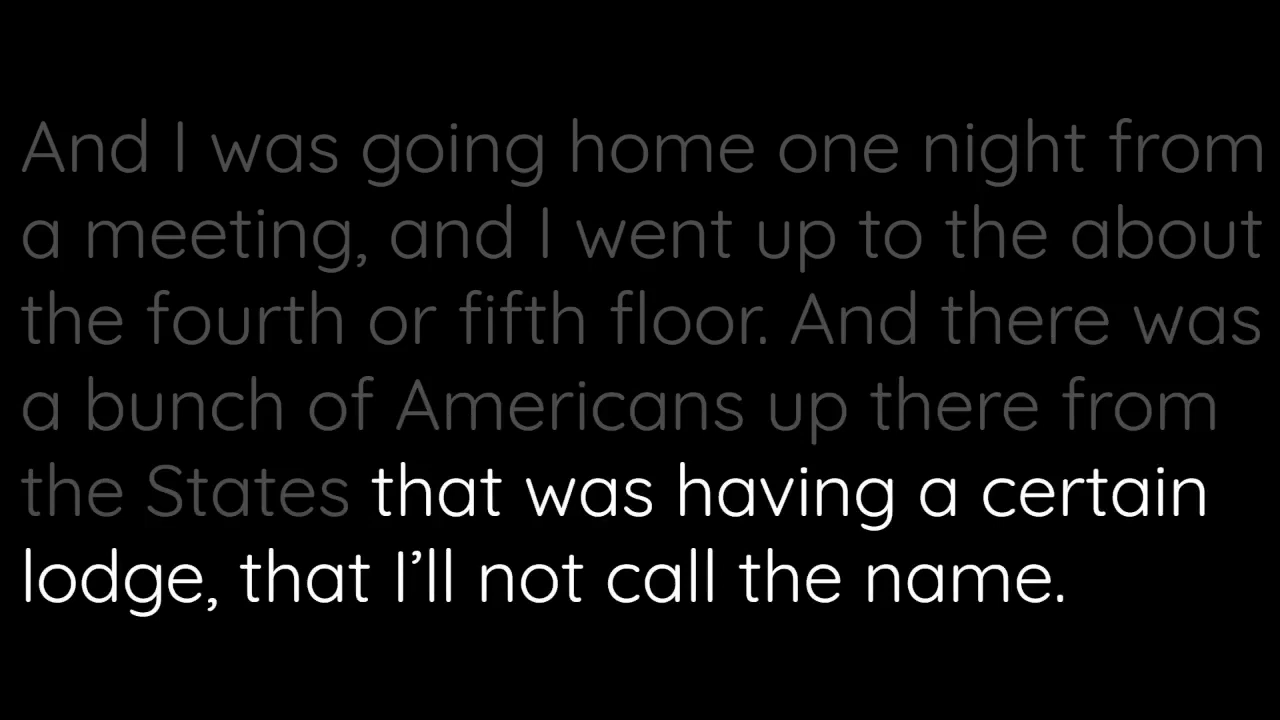 And I was going home one night from
a meeting, and I went up to the about
the fourth or fifth floor. And there was
a bunch of Americans up there from
the States that was having a certain
lodge, that I’ll not call the name.